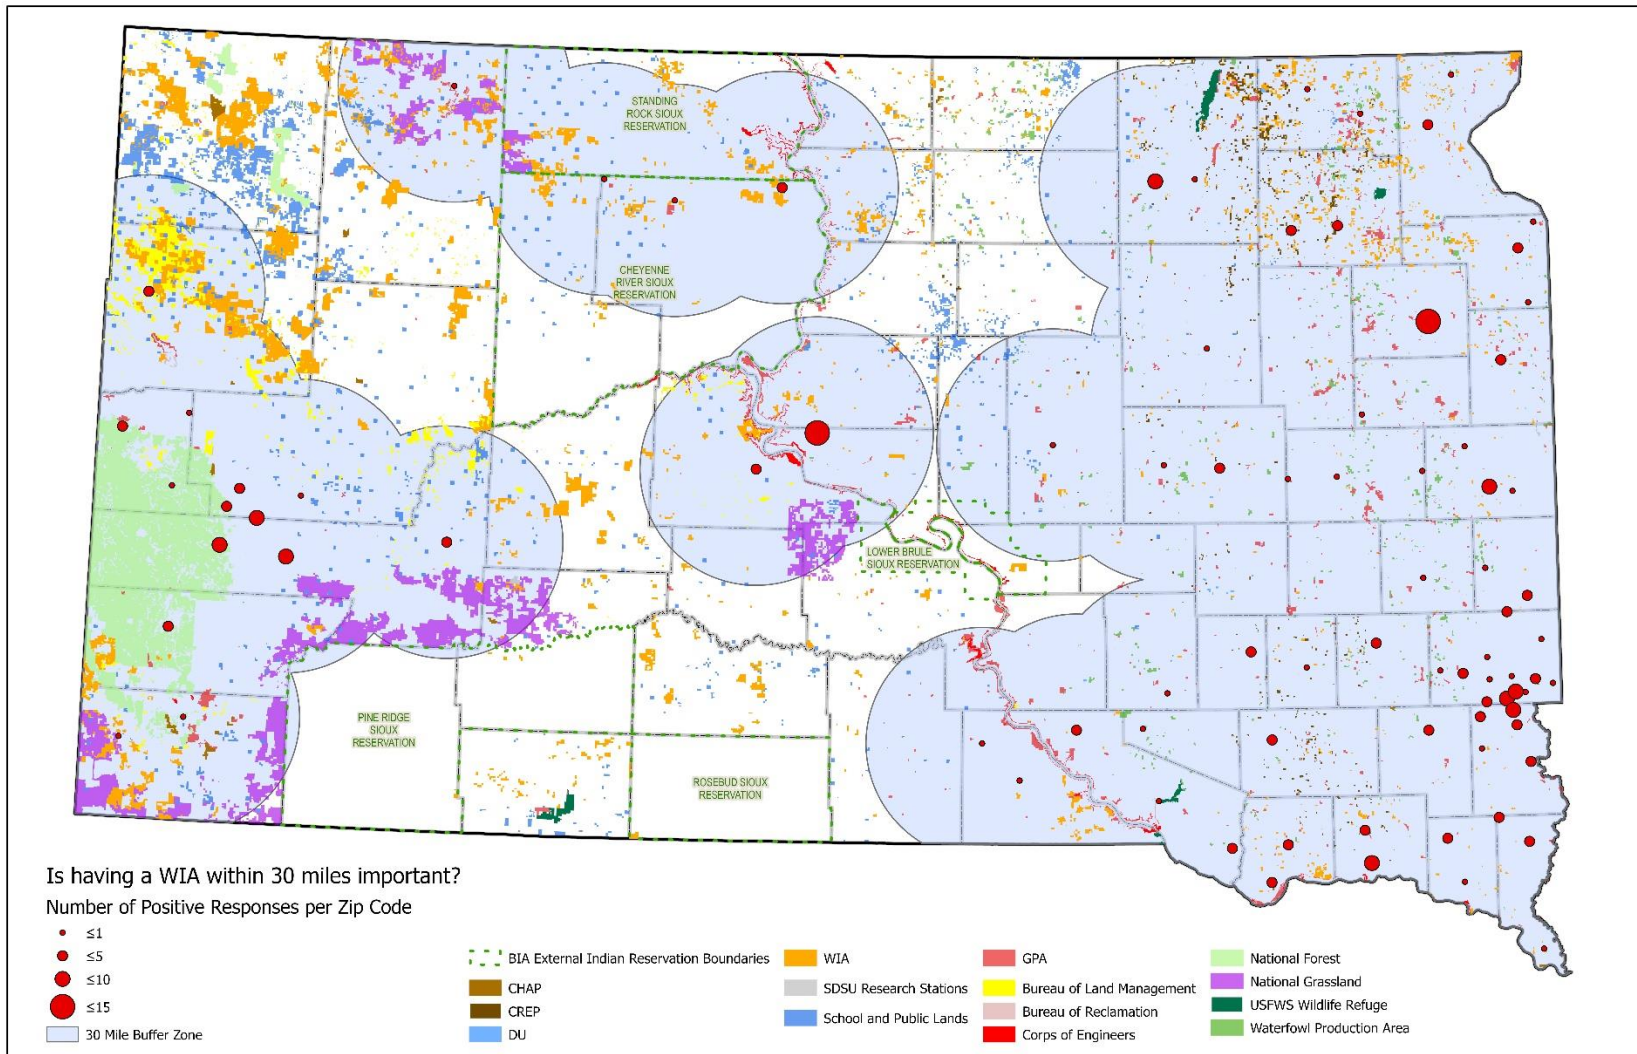 STANDING
ROCK SIOUX
RESERVATION
CHEYENNE
RIVER SIOUX
RESERVATION
LOWER BRULE
SIOUX RESERVATION
PINE RIDGE
SIOUX
RESERVATION
ROSEBUD SIOUX
RESERVATION
Is having a WIA within 30 miles important?
Number of Positive Responses per Zip Code
≤1
≤5
≤10
≤15
30 Mile Buffer Zone
BIA External Indian Reservation Boundaries
CHAP
CREP
DU
WIA
SDSU Research Stations
School and Public Lands
GPA
Bureau of Land Management
Bureau of Reclamation
Corps of Engineers
National Forest
National Grassland
USFWS Wildlife Refuge
Waterfowl Production Area